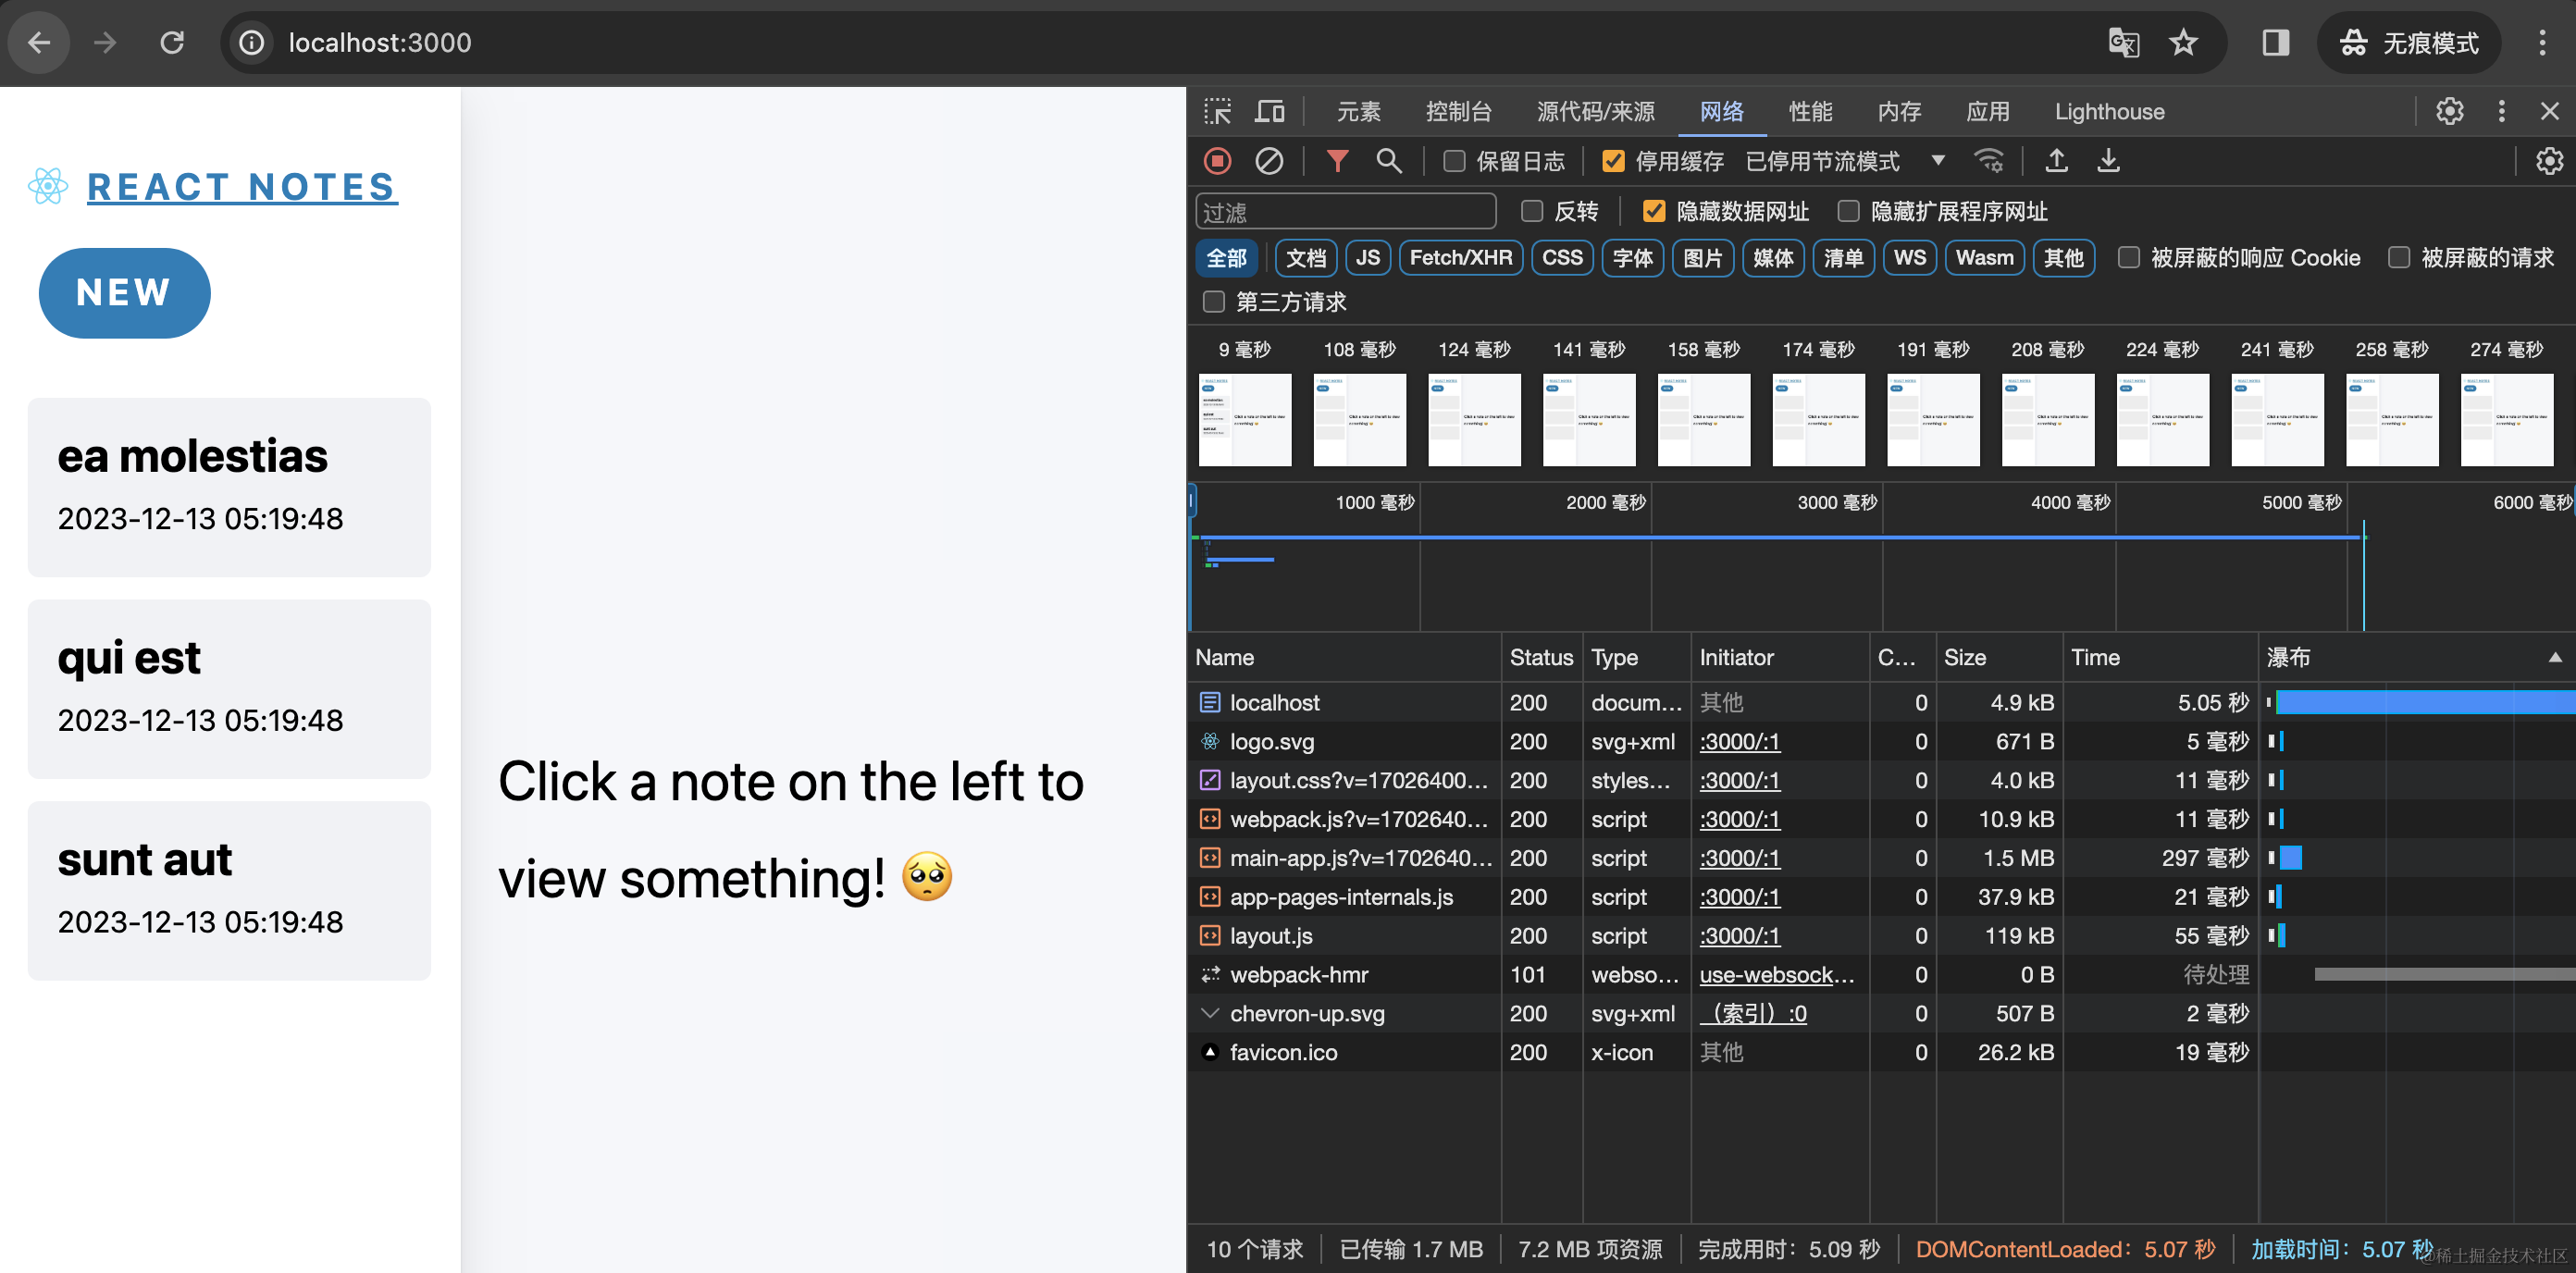 localhost:3000
无痕模式
REACT NOTES
NEW
ea molestias
2023-12-13 05:19:48
qui est
2023-12-13 05:19:48
sunt aut
2023-12-13 05:19:48
Click a note on the left to
view something! 🥺
元素 控制台 源代码/来源 网络 性能 内存 应用 Lighthouse
保留日志 停用缓存 已停用节流模式
过滤 反转 隐藏数据网址 隐藏扩展程序网址
全部 文档 JS Fetch/XHR CSS 字体 图片 媒体 清单 WS Wasm 其他 被屏蔽的响应 Cookie 被屏蔽的请求
第三方请求
9 毫秒 108 毫秒 124 毫秒 141 毫秒 158 毫秒 174 毫秒 191 毫秒 208 毫秒 224 毫秒 241 毫秒 258 毫秒 274 毫秒
1000 毫秒 2000 毫秒 3000 毫秒 4000 毫秒 5000 毫秒 6000 毫秒
Name Status Type Initiator C... Size Time 瀑布
localhost 200 docum... 其他 0 4.9 kB 5.05 秒
logo.svg 200 svg+xml :3000/:1 0 671 B 5 毫秒
layout.css?v=17026400... 200 styles... :3000/:1 0 4.0 kB 11 毫秒
webpack.js?v=1702640... 200 script :3000/:1 0 10.9 kB 11 毫秒
main-app.js?v=1702640... 200 script :3000/:1 0 1.5 MB 297 毫秒
app-pages-internals.js 200 script :3000/:1 0 37.9 kB 21 毫秒
layout.js 200 script :3000/:1 0 119 kB 55 毫秒
webpack-hmr 101 webso... use-websock... 0 0 B 待处理
chevron-up.svg 200 svg+xml （索引）:0 0 507 B 2 毫秒
favicon.ico 200 x-icon 其他 0 26.2 kB 19 毫秒
10 个请求 已传输 1.7 MB 7.2 MB 项资源 完成用时：5.09 秒 DOMContentLoaded：5.07 秒 加载时间：5.07 秒
@稀土掘金技术社区